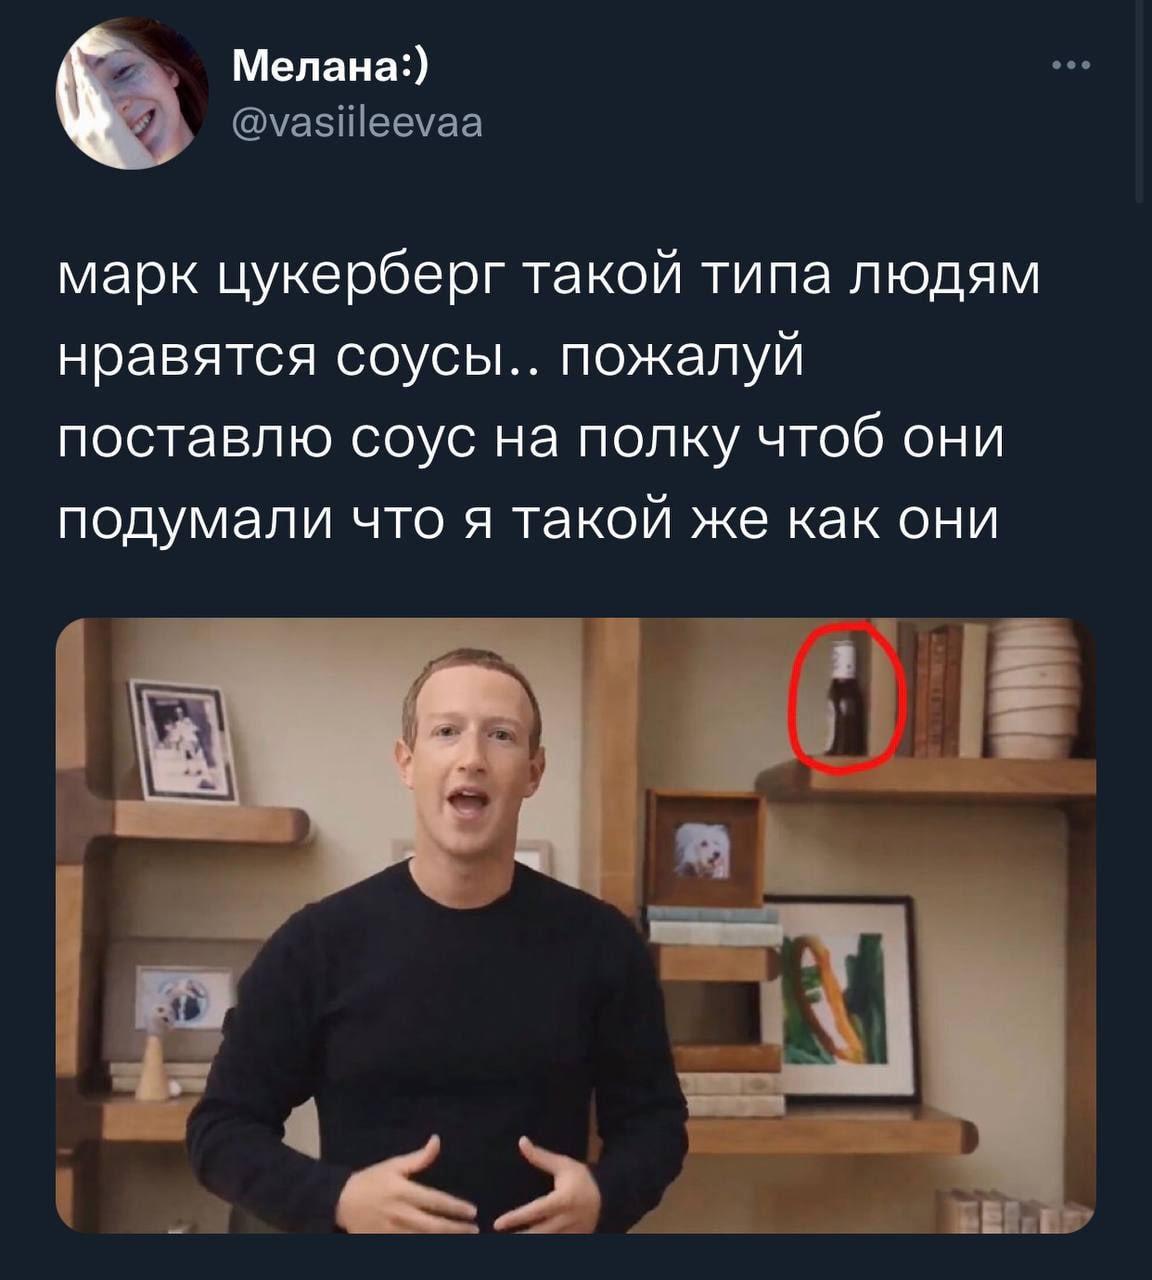 Мелана:)
@vasiileevaa
марк цукерберг такой типа людям
нравятся соусы.. пожалуй
поставлю соус на полку чтоб они
подумали что я такой же как они